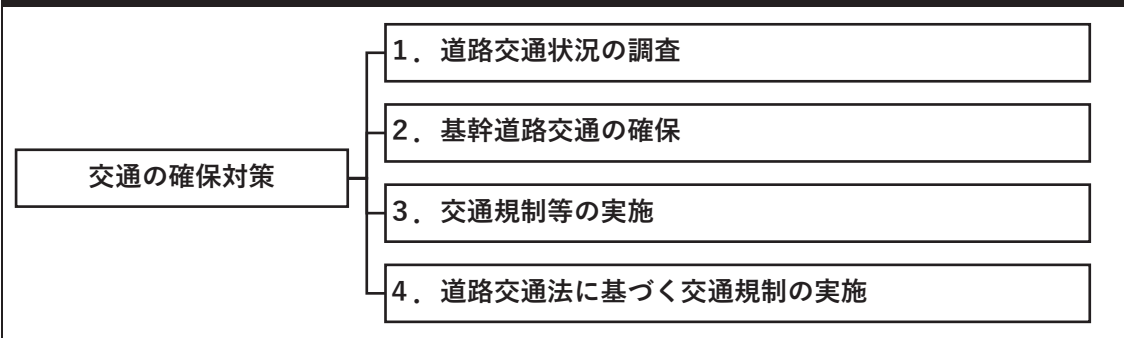 交通の確保対策
1．道路交通状況の調査
2．基幹道路交通の確保
3．交通規制等の実施
4．道路交通法に基づく交通規制の実施